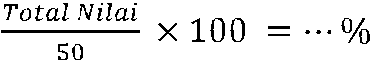 Total Nilai
50 × 100 = ⋯ %